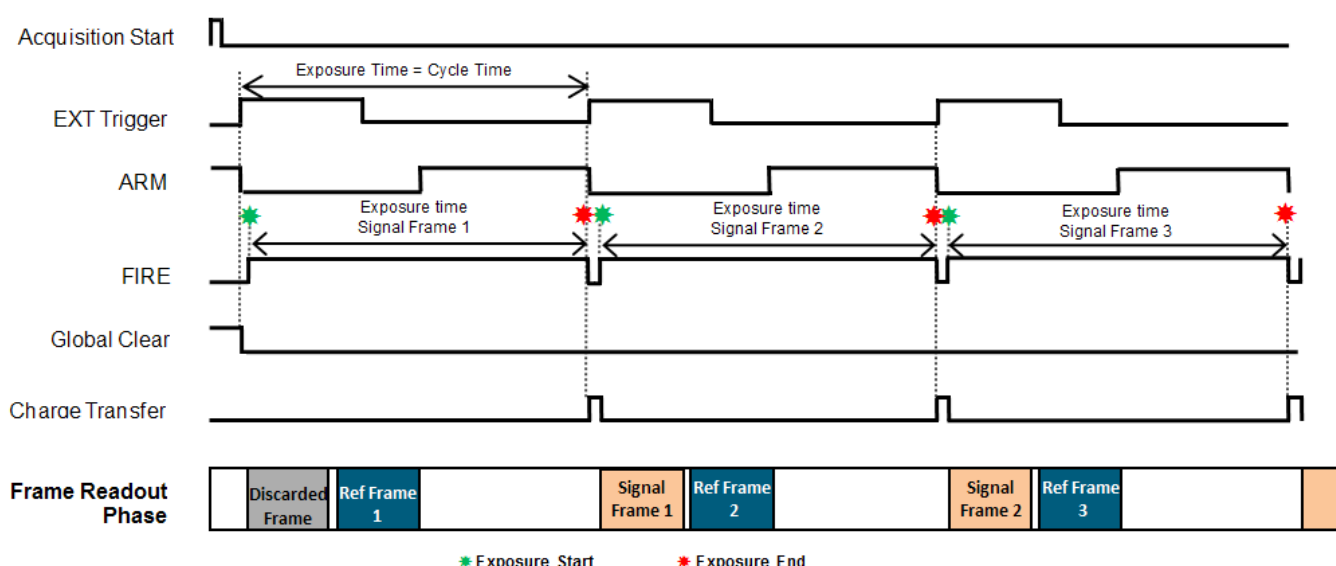 Acquisition Start
Exposure Time = Cycle Time
EXT Trigger
ARM
Exposure time
Signal Frame 1
Exposure time
Signal Frame 2
Exposure time
Signal Frame 3
FIRE
Global Clear
Charge Transfer
Frame Readout
Phase
Discarded
Frame
Ref Frame
1
Signal
Frame 1
Ref Frame
2
Signal
Frame 2
Ref Frame
3
Exposure Start
Exposure End